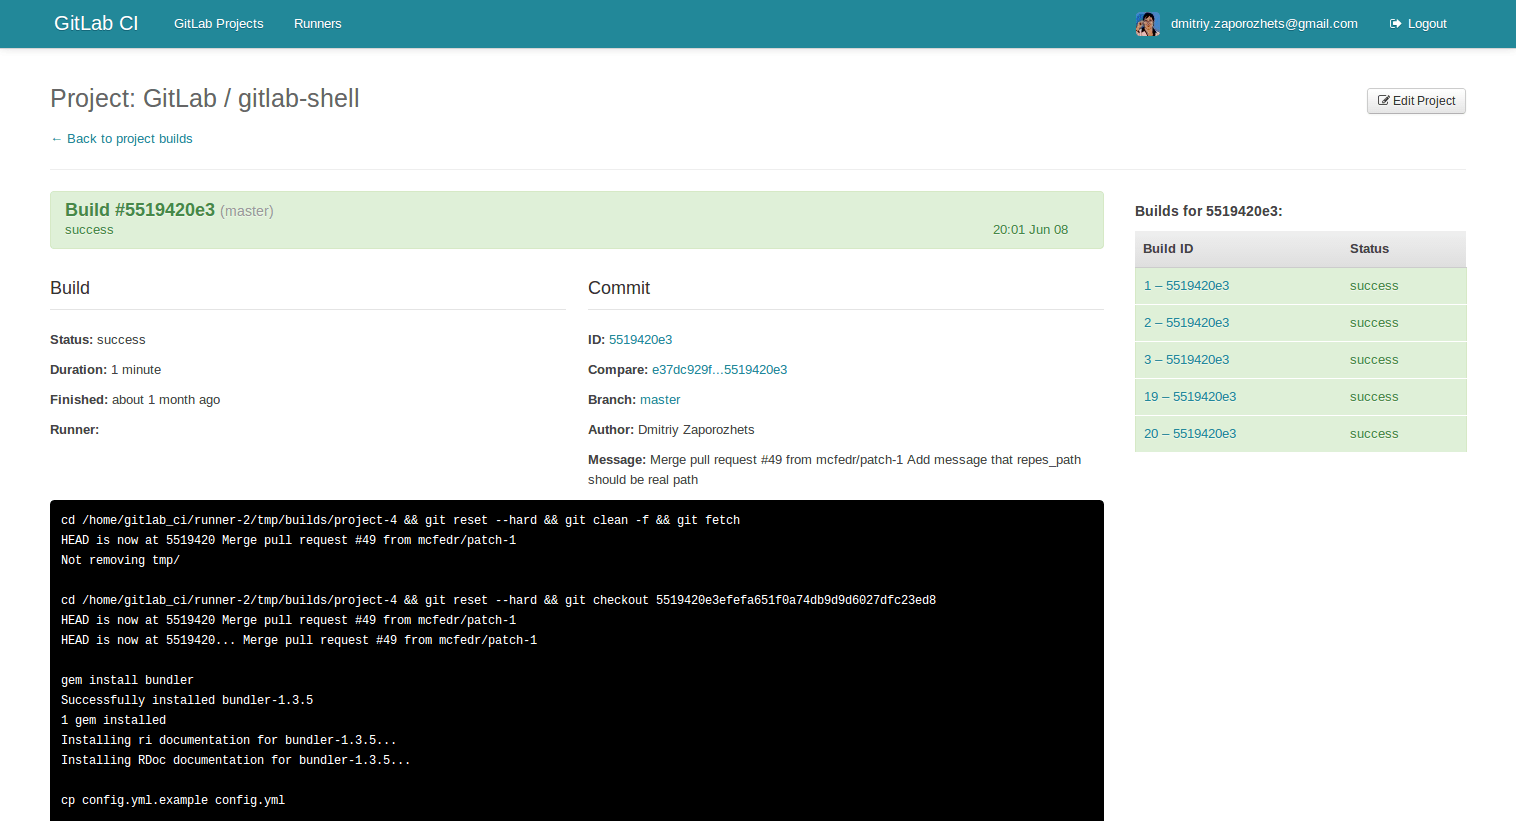 GitLab CI GitLab Projects Runners dmitriy.zaporozhets@gmail.com Logout
Project: GitLab / gitlab-shell
Edit Project
← Back to project builds
Build #5519420e3 (master)
success 20:01 Jun 08
Build
Status: success
Duration: 1 minute
Finished: about 1 month ago
Runner:
Commit
ID: 5519420e3
Compare: e37dc929f...5519420e3
Branch: master
Author: Dmitriy Zaporozhets
Message: Merge pull request #49 from mcfedr/patch-1 Add message that repes_path
should be real path
cd /home/gitlab_ci/runner-2/tmp/builds/project-4 && git reset --hard && git clean -f && git fetch
HEAD is now at 5519420 Merge pull request #49 from mcfedr/patch-1
Not removing tmp/
cd /home/gitlab_ci/runner-2/tmp/builds/project-4 && git reset --hard && git checkout 5519420e3efefa651f0a74db9d9d6027dfc23ed8
HEAD is now at 5519420 Merge pull request #49 from mcfedr/patch-1
HEAD is now at 5519420... Merge pull request #49 from mcfedr/patch-1
gem install bundler
Successfully installed bundler-1.3.5
1 gem installed
Installing ri documentation for bundler-1.3.5...
Installing RDoc documentation for bundler-1.3.5...
cp config.yml.example config.yml
Builds for 5519420e3:
Build ID Status
1 – 5519420e3 success
2 – 5519420e3 success
3 – 5519420e3 success
19 – 5519420e3 success
20 – 5519420e3 success